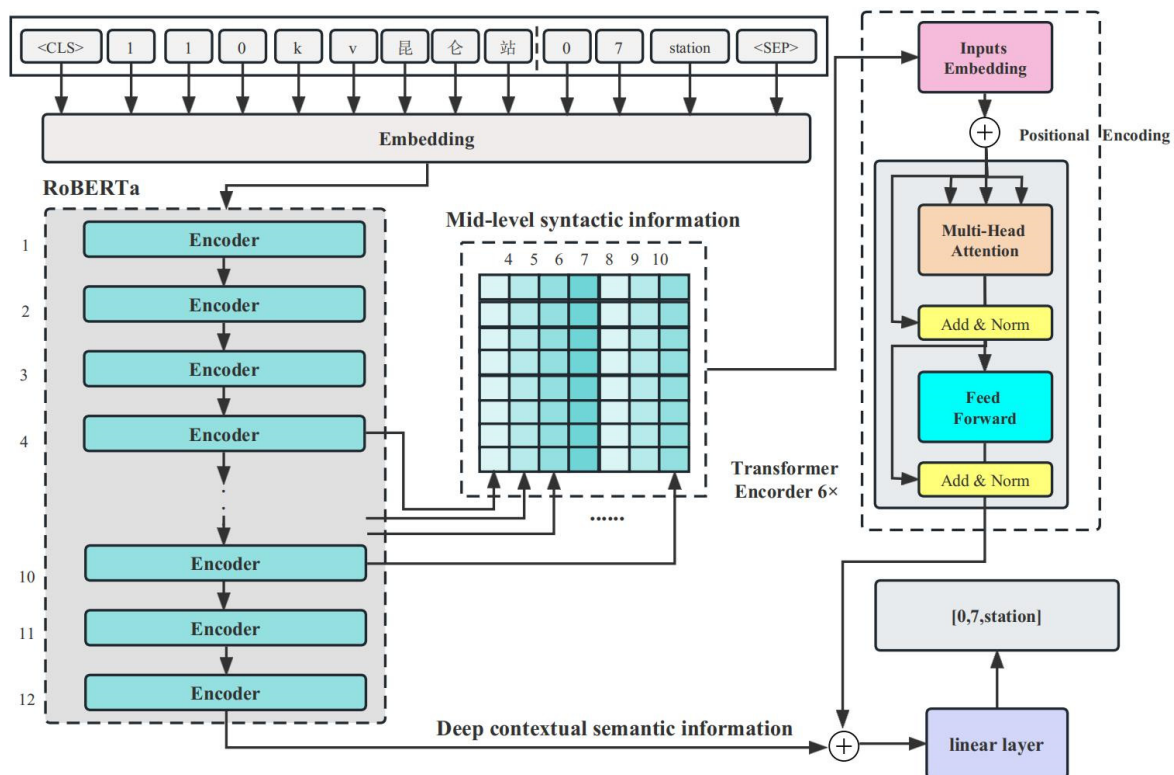 <CLS> 1 1 0 k v 昆 仑 站 0 7 station <SEP>
Embedding
RoBERTa
1 Encoder
2 Encoder
3 Encoder
4 Encoder
10 Encoder
11 Encoder
12 Encoder
Mid-level syntactic information
4 5 6 7 8 9 10
......
Transformer
Encorder 6×
Inputs
Embedding
Positional Encoding
Multi-Head
Attention
Add & Norm
Feed
Forward
Add & Norm
[0,7,station]
Deep contextual semantic information
linear layer